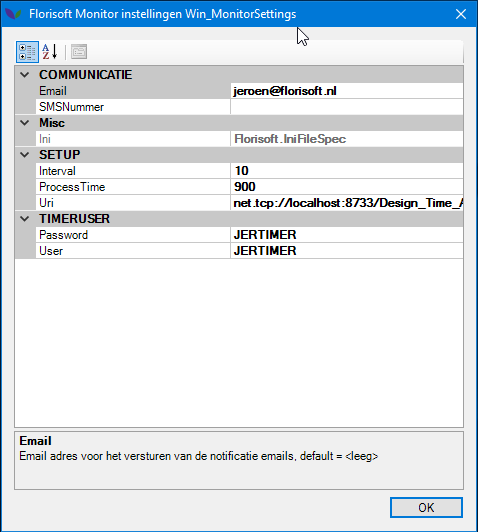 Florisoft Monitor instellingen Win_MonitorSettings
COMMUNICATIE
Email jeroen@florisoft.nl
SMSNummer
Misc
Ini Florisoft.IniFileSpec
SETUP
Interval 10
ProcessTime 900
Uri net.tcp://localhost:8733/Design_Time_A
TIMERUSER
Password JERTIMER
User JERTIMER
Email
Email adres voor het versturen van de notificatie emails, default = <leeg>
OK